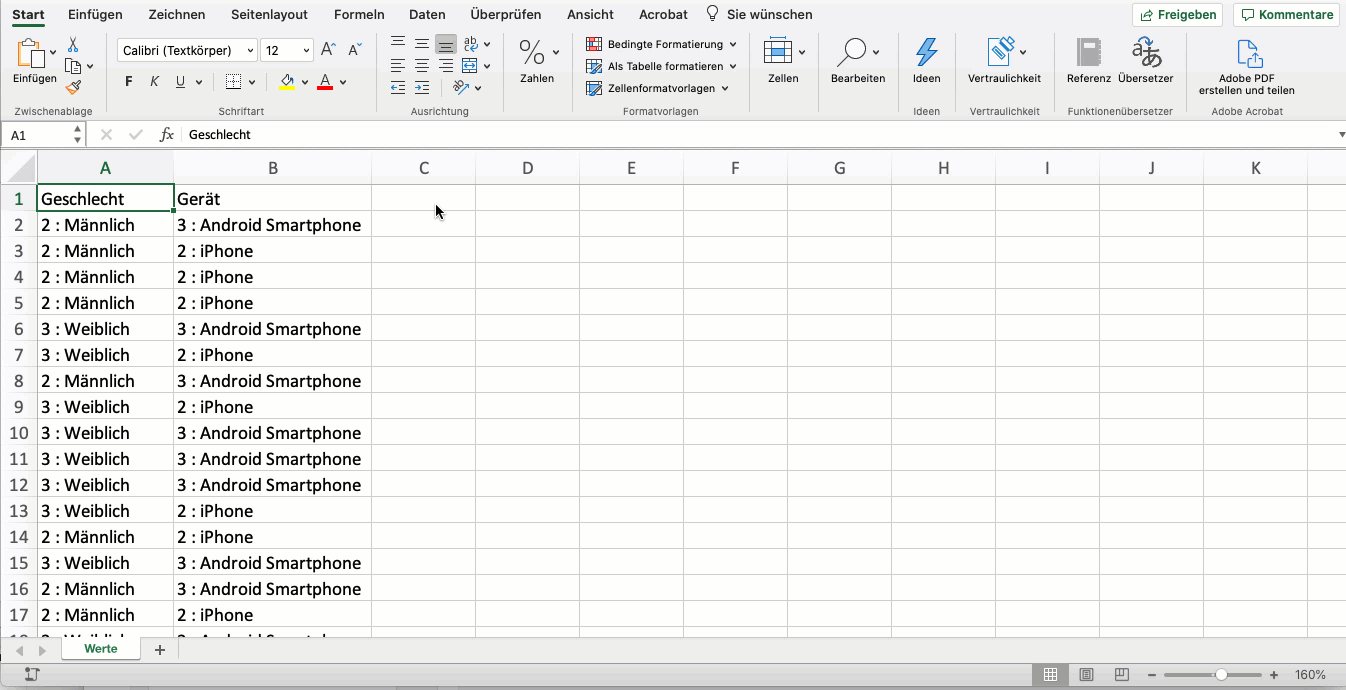 Start Einfügen Zeichnen Seitenlayout Formeln Daten Überprüfen Ansicht Acrobat Sie wünschen Freigeben Kommentare
Calibri (Textkörper) 12
Bedingte Formatierung
Als Tabelle formatieren
Zellenformatvorlagen
Einfügen F K U Zahlen Zellen Bearbeiten Ideen Vertraulichkeit Referenz Übersetzer Adobe PDF
erstellen und teilen
Zwischenablage Schriftart Ausrichtung Formatvorlagen Ideen Vertraulichkeit Funktionenübersetzer Adobe Acrobat
A1 fx Geschlecht
A B C D E F G H I J K
1 Geschlecht Gerät
2 2 : Männlich 3 : Android Smartphone
3 2 : Männlich 2 : iPhone
4 2 : Männlich 2 : iPhone
5 2 : Männlich 2 : iPhone
6 3 : Weiblich 3 : Android Smartphone
7 3 : Weiblich 2 : iPhone
8 2 : Männlich 3 : Android Smartphone
9 3 : Weiblich 2 : iPhone
10 3 : Weiblich 3 : Android Smartphone
11 3 : Weiblich 3 : Android Smartphone
12 3 : Weiblich 3 : Android Smartphone
13 3 : Weiblich 2 : iPhone
14 2 : Männlich 2 : iPhone
15 3 : Weiblich 3 : Android Smartphone
16 2 : Männlich 3 : Android Smartphone
17 2 : Männlich 2 : iPhone
Werte +
160%